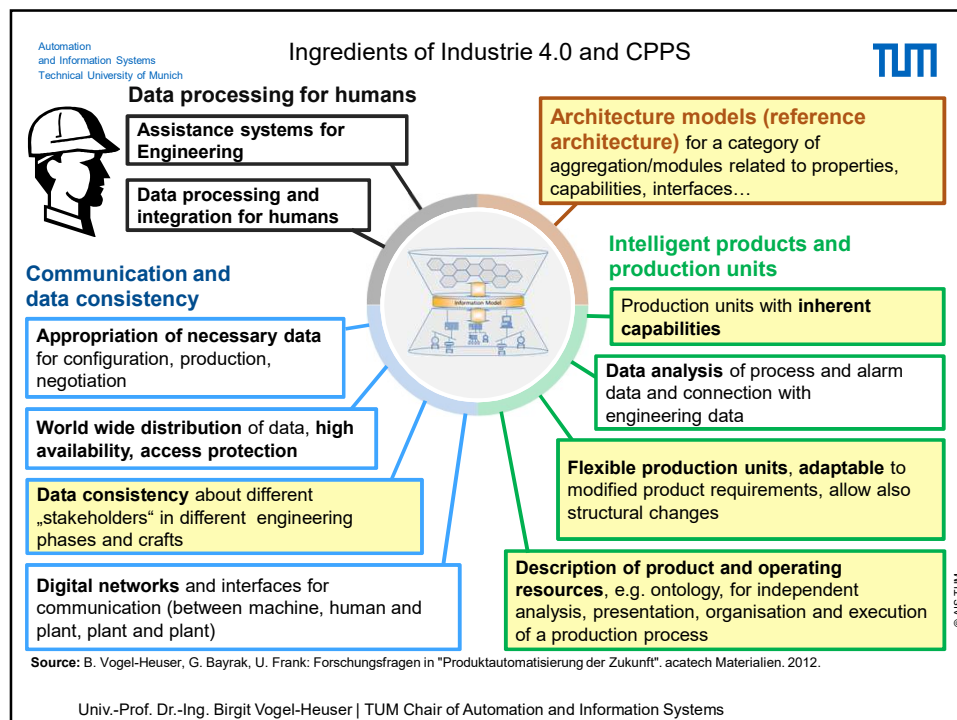 Automation
and Information Systems
Technical University of Munich
Ingredients of Industrie 4.0 and CPPS
TUM
Data processing for humans
Assistance systems for
Engineering
Data processing and
integration for humans
Architecture models (reference
architecture) for a category of
aggregation/modules related to properties,
capabilities, interfaces…
Information Model
Communication and
data consistency
Appropriation of necessary data
for configuration, production,
negotiation
World wide distribution of data, high
availability, access protection
Data consistency about different
„stakeholders“ in different engineering
phases and crafts
Digital networks and interfaces for
communication (between machine, human and
plant, plant and plant)
Intelligent products and
production units
Production units with inherent
capabilities
Data analysis of process and alarm
data and connection with
engineering data
Flexible production units, adaptable to
modified product requirements, allow also
structural changes
Description of product and operating
resources, e.g. ontology, for independent
analysis, presentation, organisation and execution
of a production process
© AIS TUM
Source: B. Vogel-Heuser, G. Bayrak, U. Frank: Forschungsfragen in "Produktautomatisierung der Zukunft". acatech Materialien. 2012.
Univ.-Prof. Dr.-Ing. Birgit Vogel-Heuser | TUM Chair of Automation and Information Systems